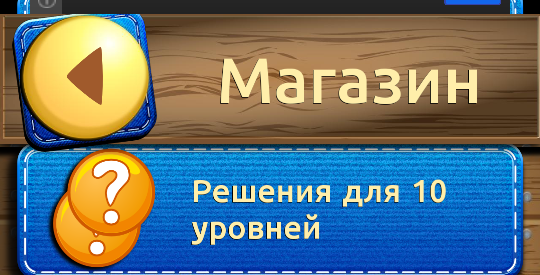 Магазин
Решения для 10
уровней